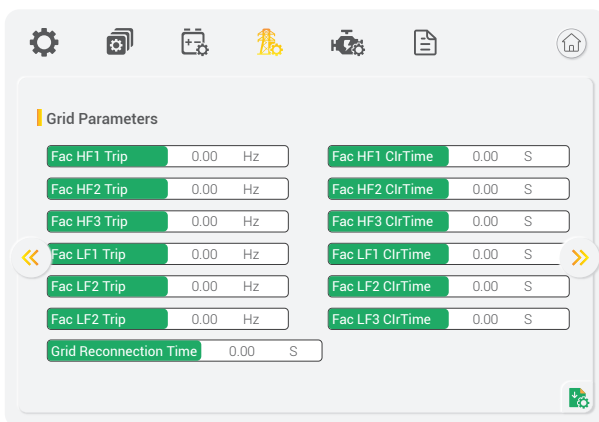 Grid Parameters
Fac HF1 Trip 0.00 Hz Fac HF1 ClrTime 0.00 S
Fac HF2 Trip 0.00 Hz Fac HF2 ClrTime 0.00 S
Fac HF3 Trip 0.00 Hz Fac HF3 ClrTime 0.00 S
Fac LF1 Trip 0.00 Hz Fac LF1 ClrTime 0.00 S
Fac LF2 Trip 0.00 Hz Fac LF2 ClrTime 0.00 S
Fac LF2 Trip 0.00 Hz Fac LF3 ClrTime 0.00 S
Grid Reconnection Time 0.00 S